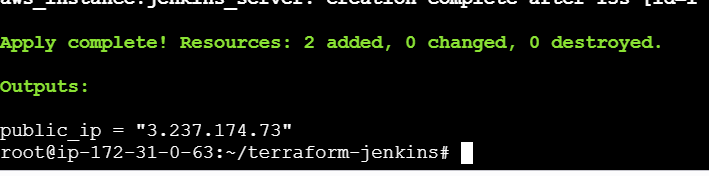 aws_instance.jenkins_server: Creation complete after 13s [id=i
Apply complete! Resources: 2 added, 0 changed, 0 destroyed.
Outputs:
public_ip = "3.237.174.73"
root@ip-172-31-0-63:~/terraform-jenkins#